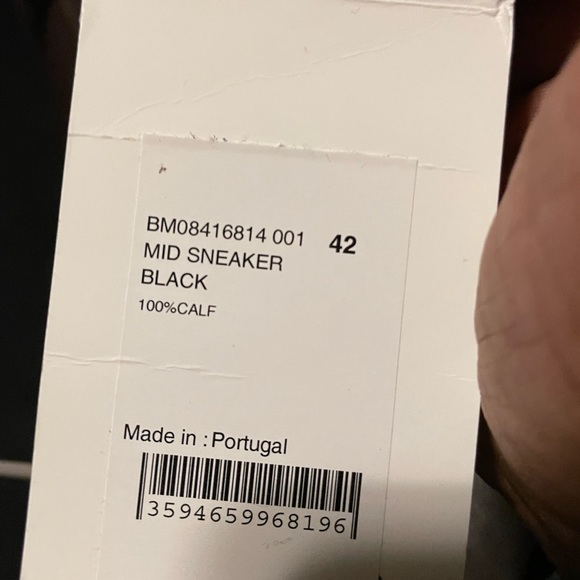 BM08416814 001 42
MID SNEAKER
BLACK
100%CALF
Made in : Portugal
3594659968196